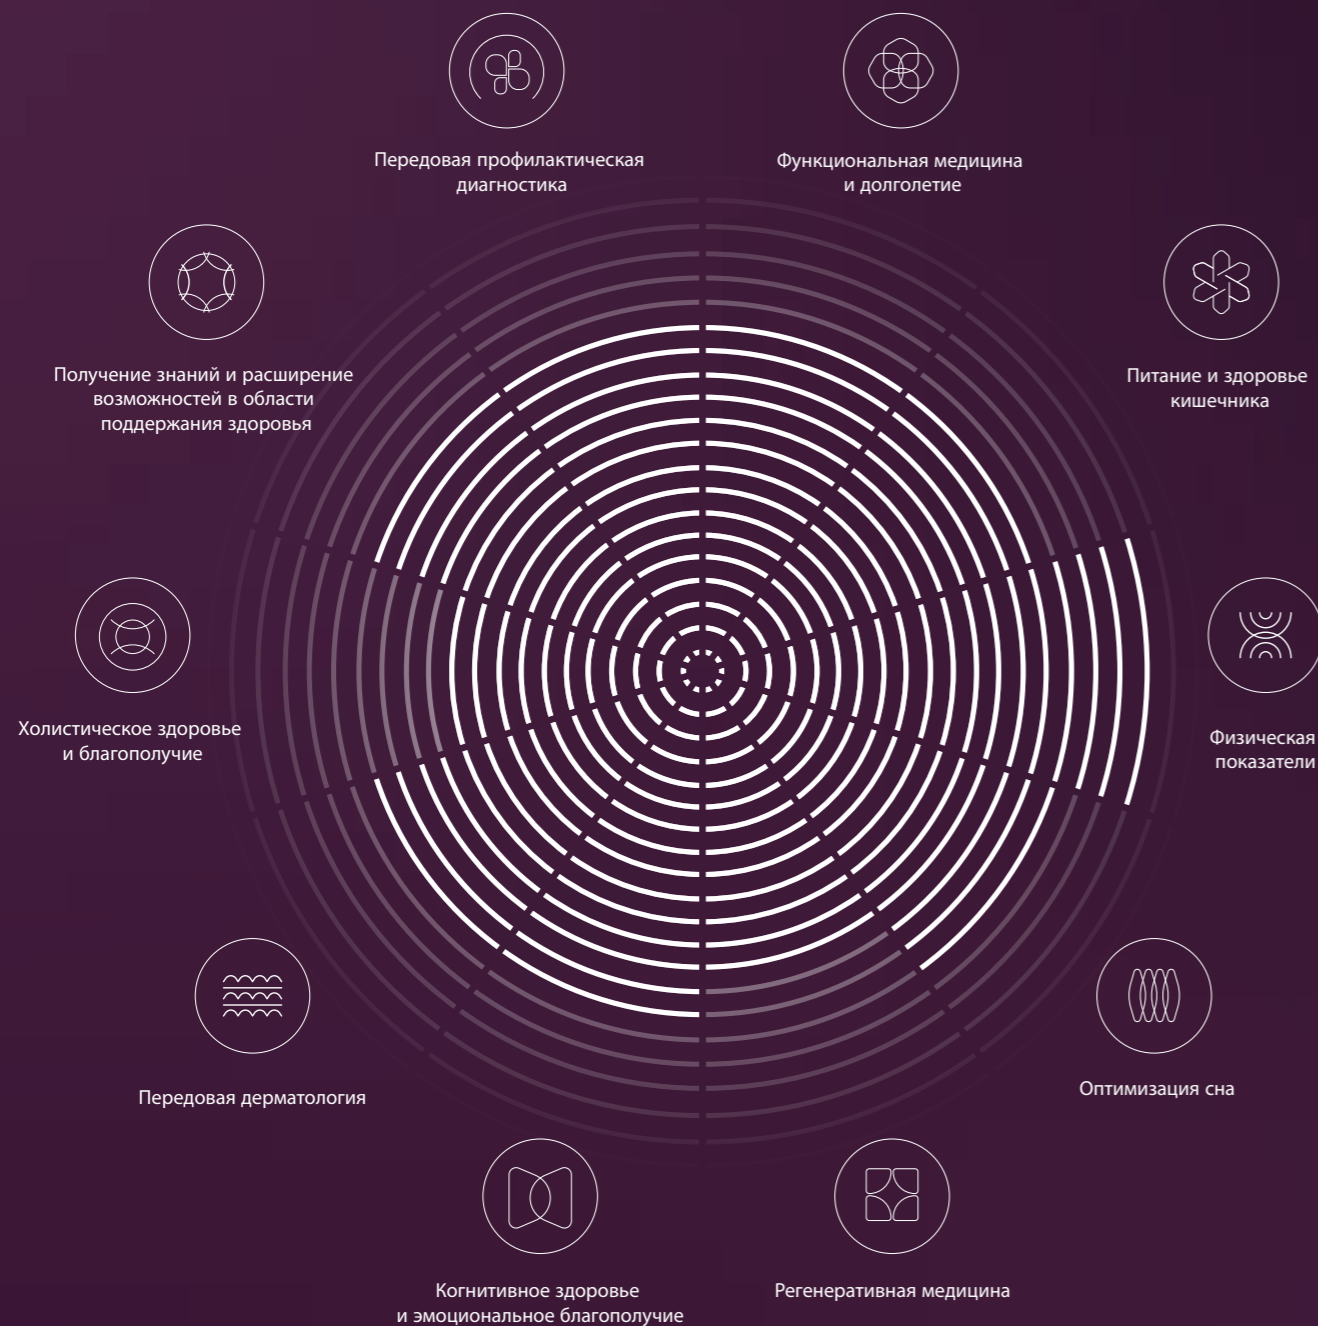 Передовая профилактическая
диагностика
Функциональная медицина
и долголетие
Получение знаний и расширение
возможностей в области
поддержания здоровья
Питание и здоровье
кишечника
Холистическое здоровье
и благополучие
Физическая
показатели
Передовая дерматология
Оптимизация сна
Когнитивное здоровье
и эмоциональное благополучие
Регенеративная медицина